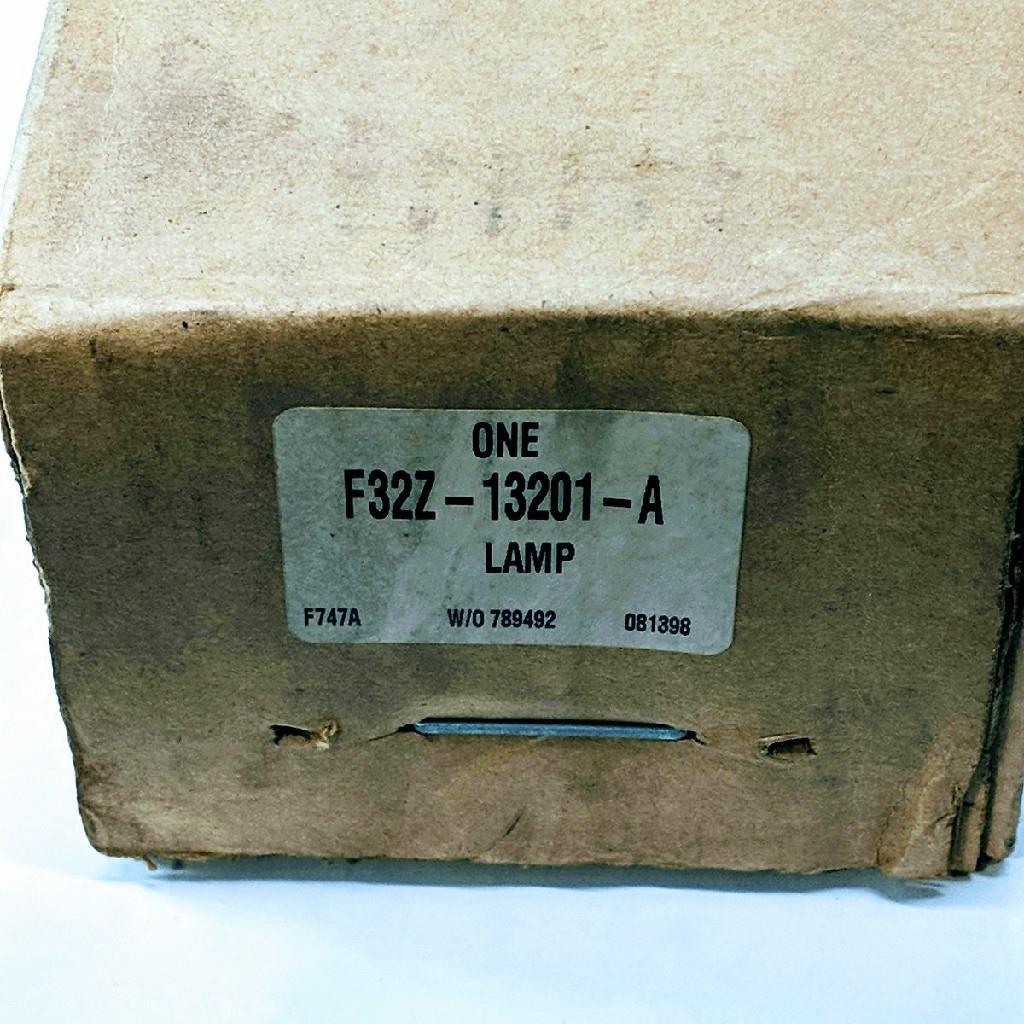 ONE
F32Z-13201-A
LAMP
F747A W/O 789492 081398